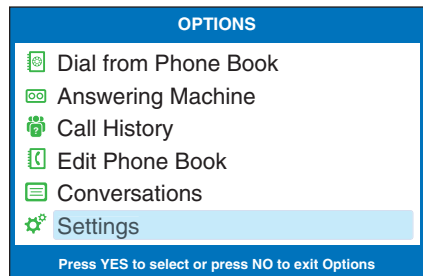 OPTIONS
Dial from Phone Book
Answering Machine
Call History
Edit Phone Book
Conversations
Settings
Press YES to select or press NO to exit Options